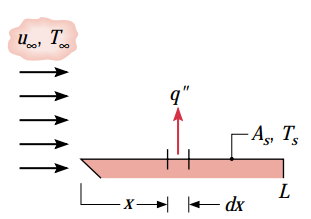 u∞, T∞
q″
Aₛ, Tₛ
x
dx
L